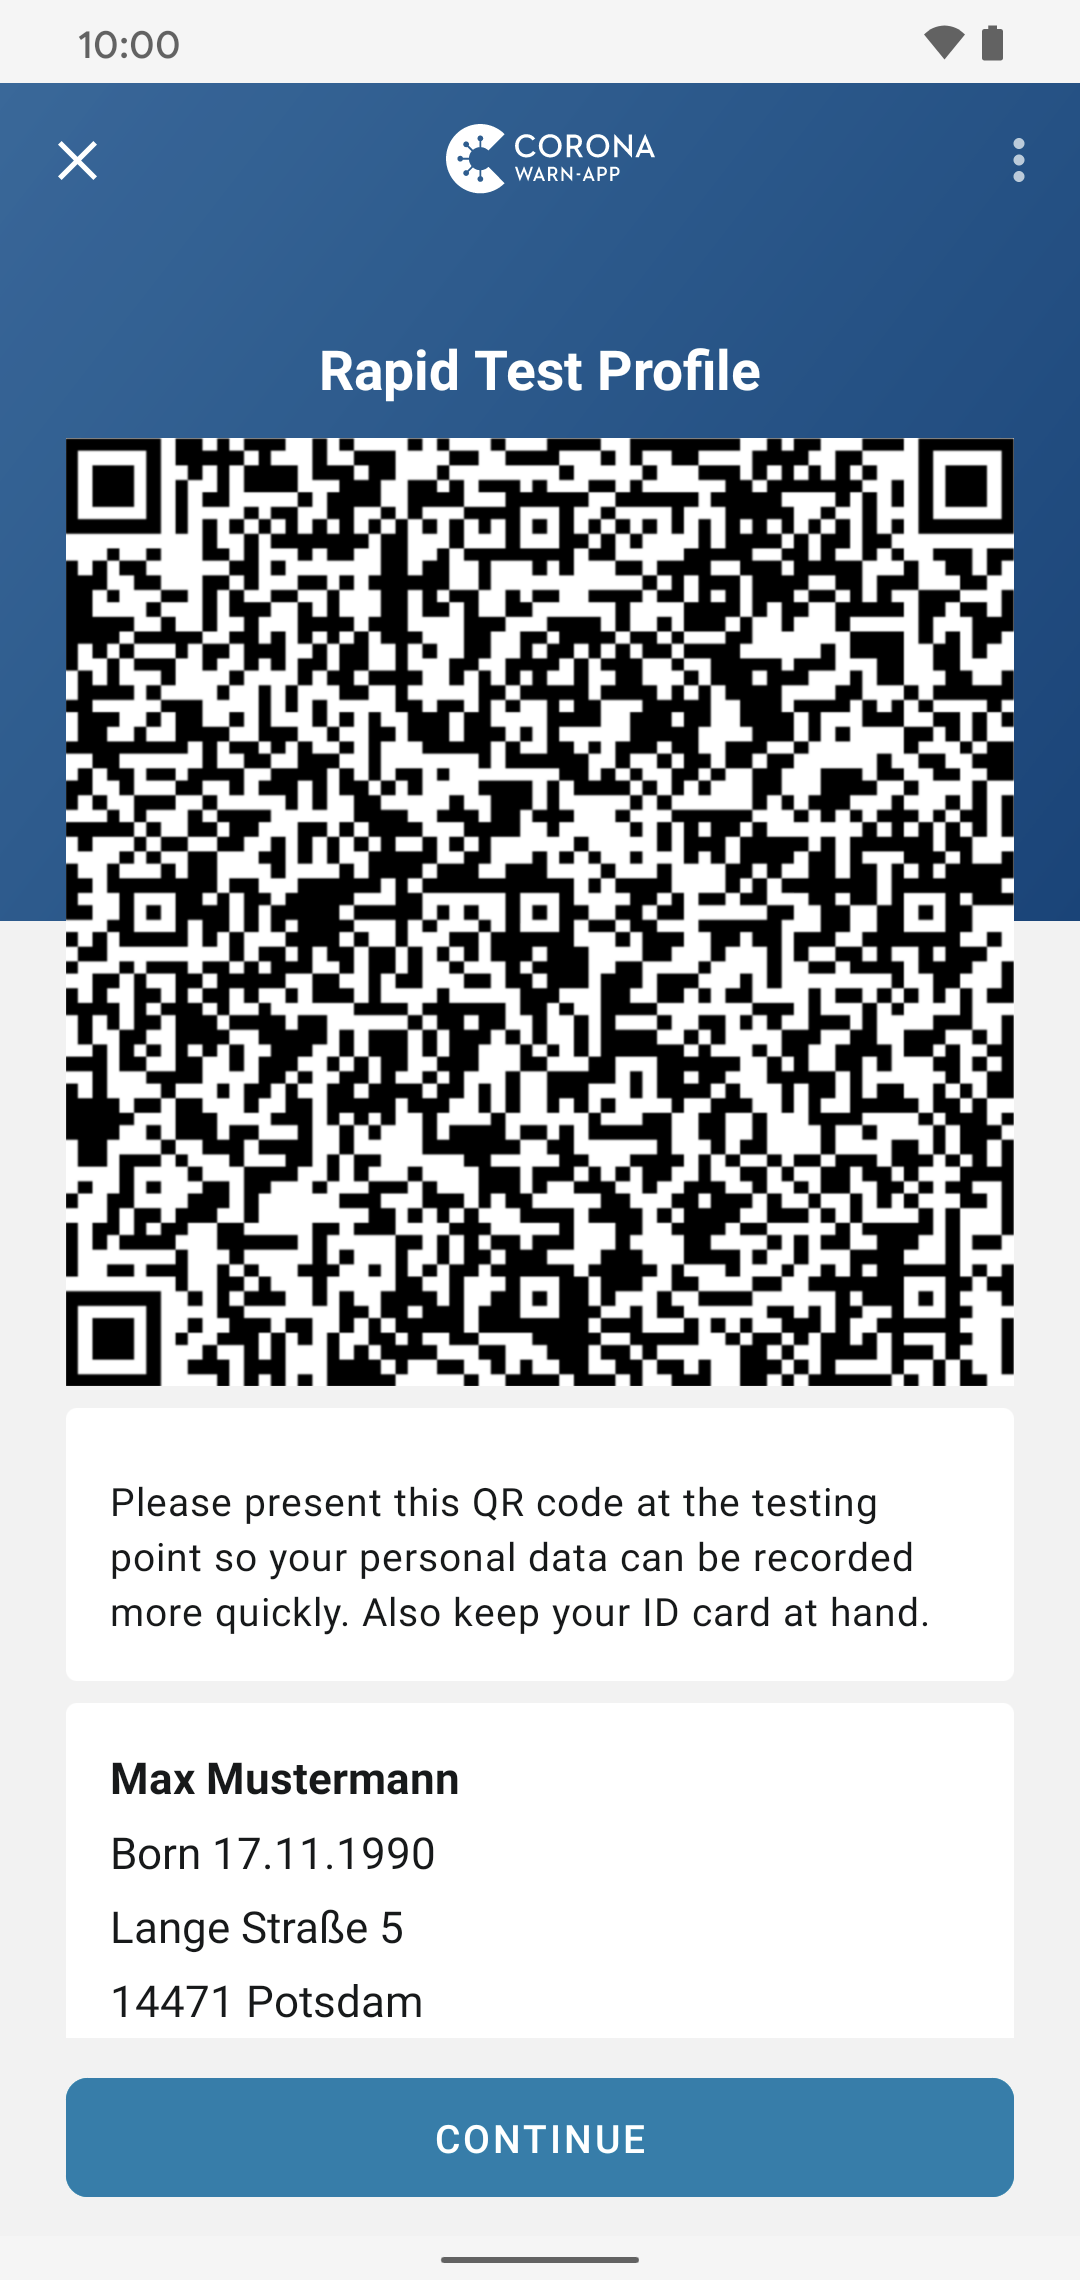 10:00
CORONA
WARN-APP
Rapid Test Profile
Please present this QR code at the testing
point so your personal data can be recorded
more quickly. Also keep your ID card at hand.
Max Mustermann
Born 17.11.1990
Lange Straße 5
14471 Potsdam
CONTINUE